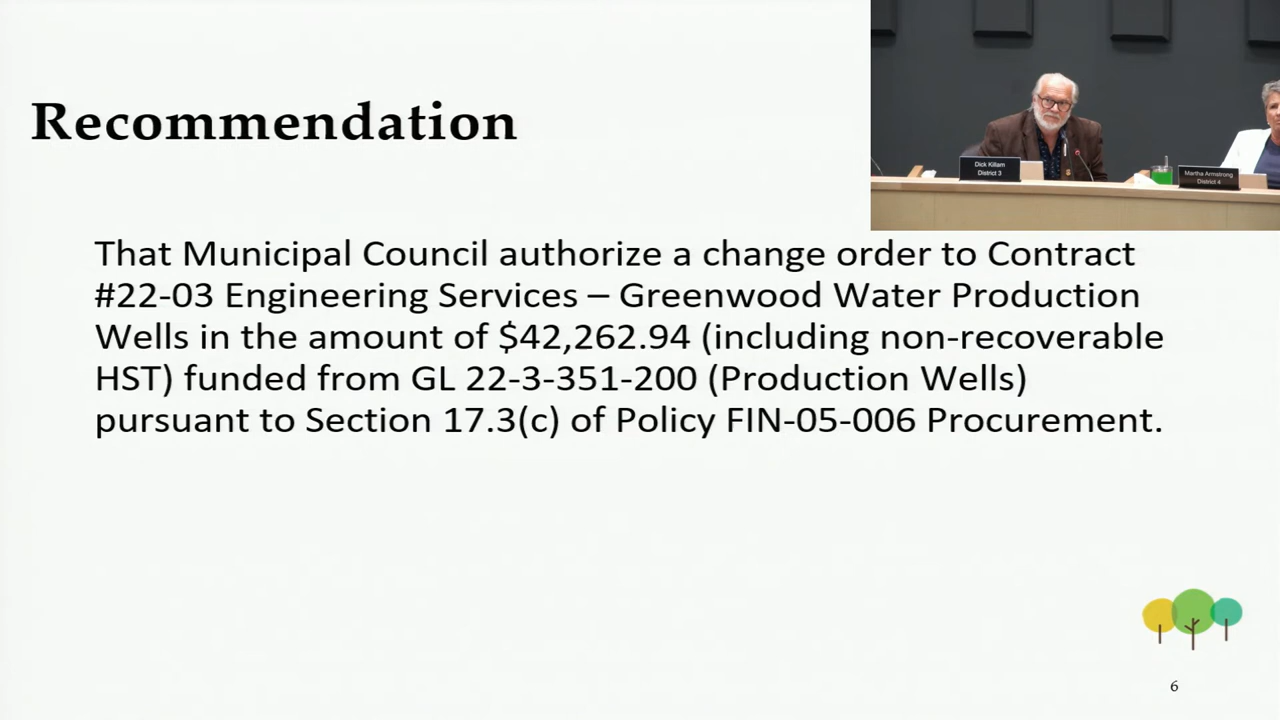 Recommendation
Dick Killam
District 3
Martha Armstrong
District 4
That Municipal Council authorize a change order to Contract
#22-03 Engineering Services – Greenwood Water Production
Wells in the amount of $42,262.94 (including non-recoverable
HST) funded from GL 22-3-351-200 (Production Wells)
pursuant to Section 17.3(c) of Policy FIN-05-006 Procurement.
6